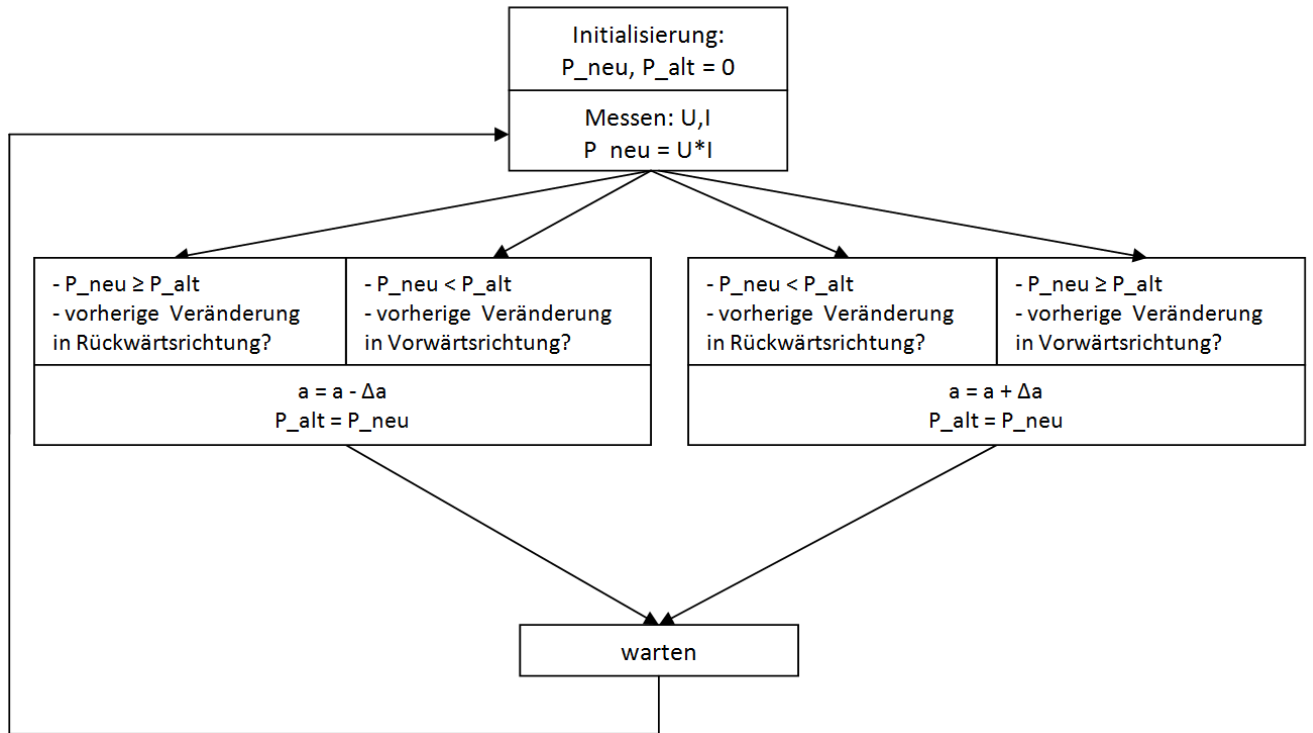 Initialisierung:
P_neu, P_alt = 0
Messen: U,I
P_neu = U*I
- P_neu ≥ P_alt
- vorherige Veränderung
in Rückwärtsrichtung?
- P_neu < P_alt
- vorherige Veränderung
in Vorwärtsrichtung?
- P_neu < P_alt
- vorherige Veränderung
in Rückwärtsrichtung?
- P_neu ≥ P_alt
- vorherige Veränderung
in Vorwärtsrichtung?
a = a - Δa
P_alt = P_neu
a = a + Δa
P_alt = P_neu
warten